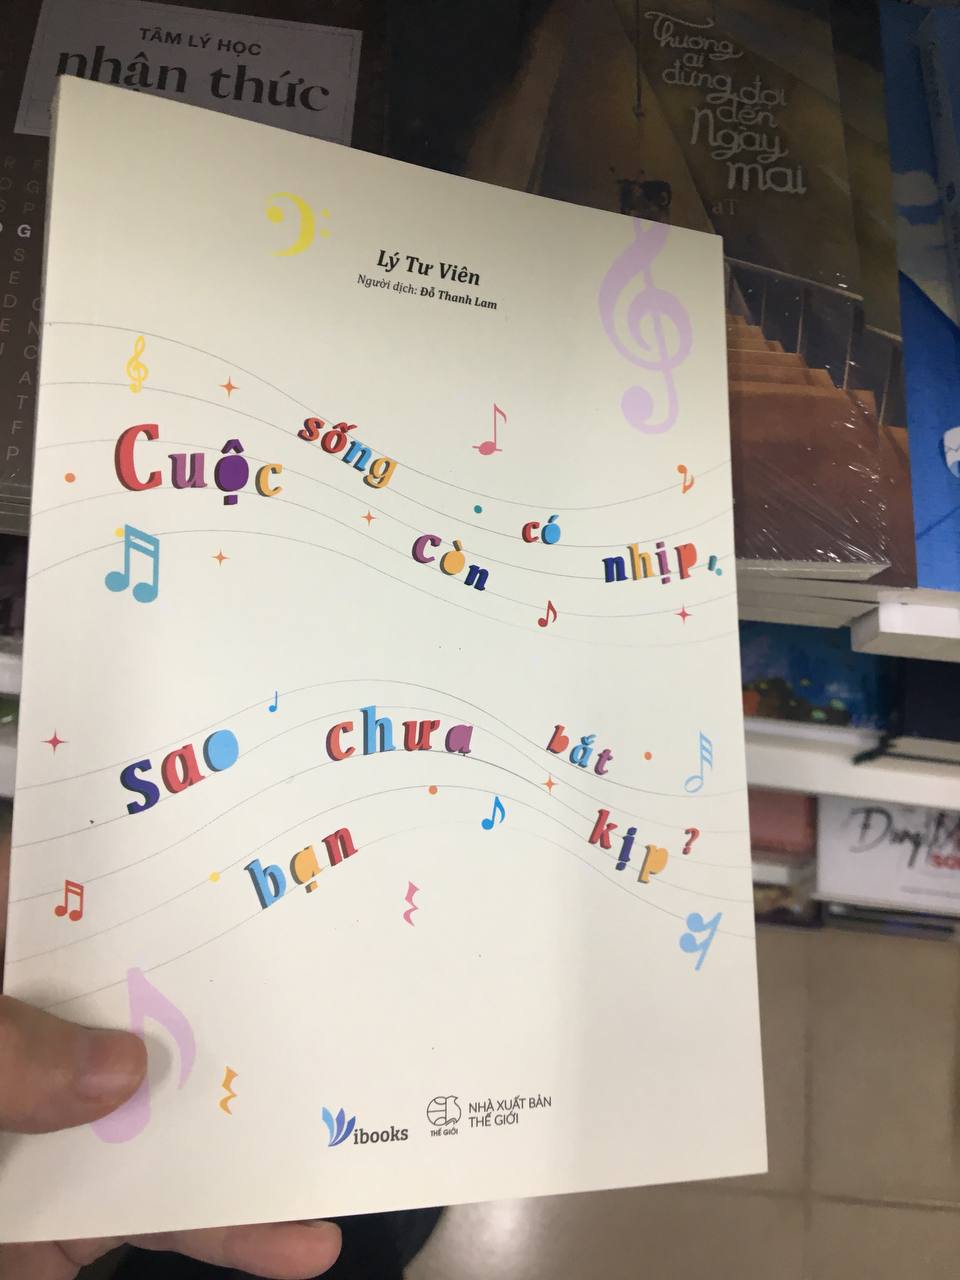 TÂM LÝ HỌC
nhận thức
Thương
ai
đừng đợi
đến
Ngày
mai
aT
Lý Tư Viên
Người dịch: Đỗ Thanh Lam
Cuộc sống còn có nhịp,
sao chưa bắt
bạn kịp?
ibooks
THẾ GIỚI
NHÀ XUẤT BẢN
THẾ GIỚI